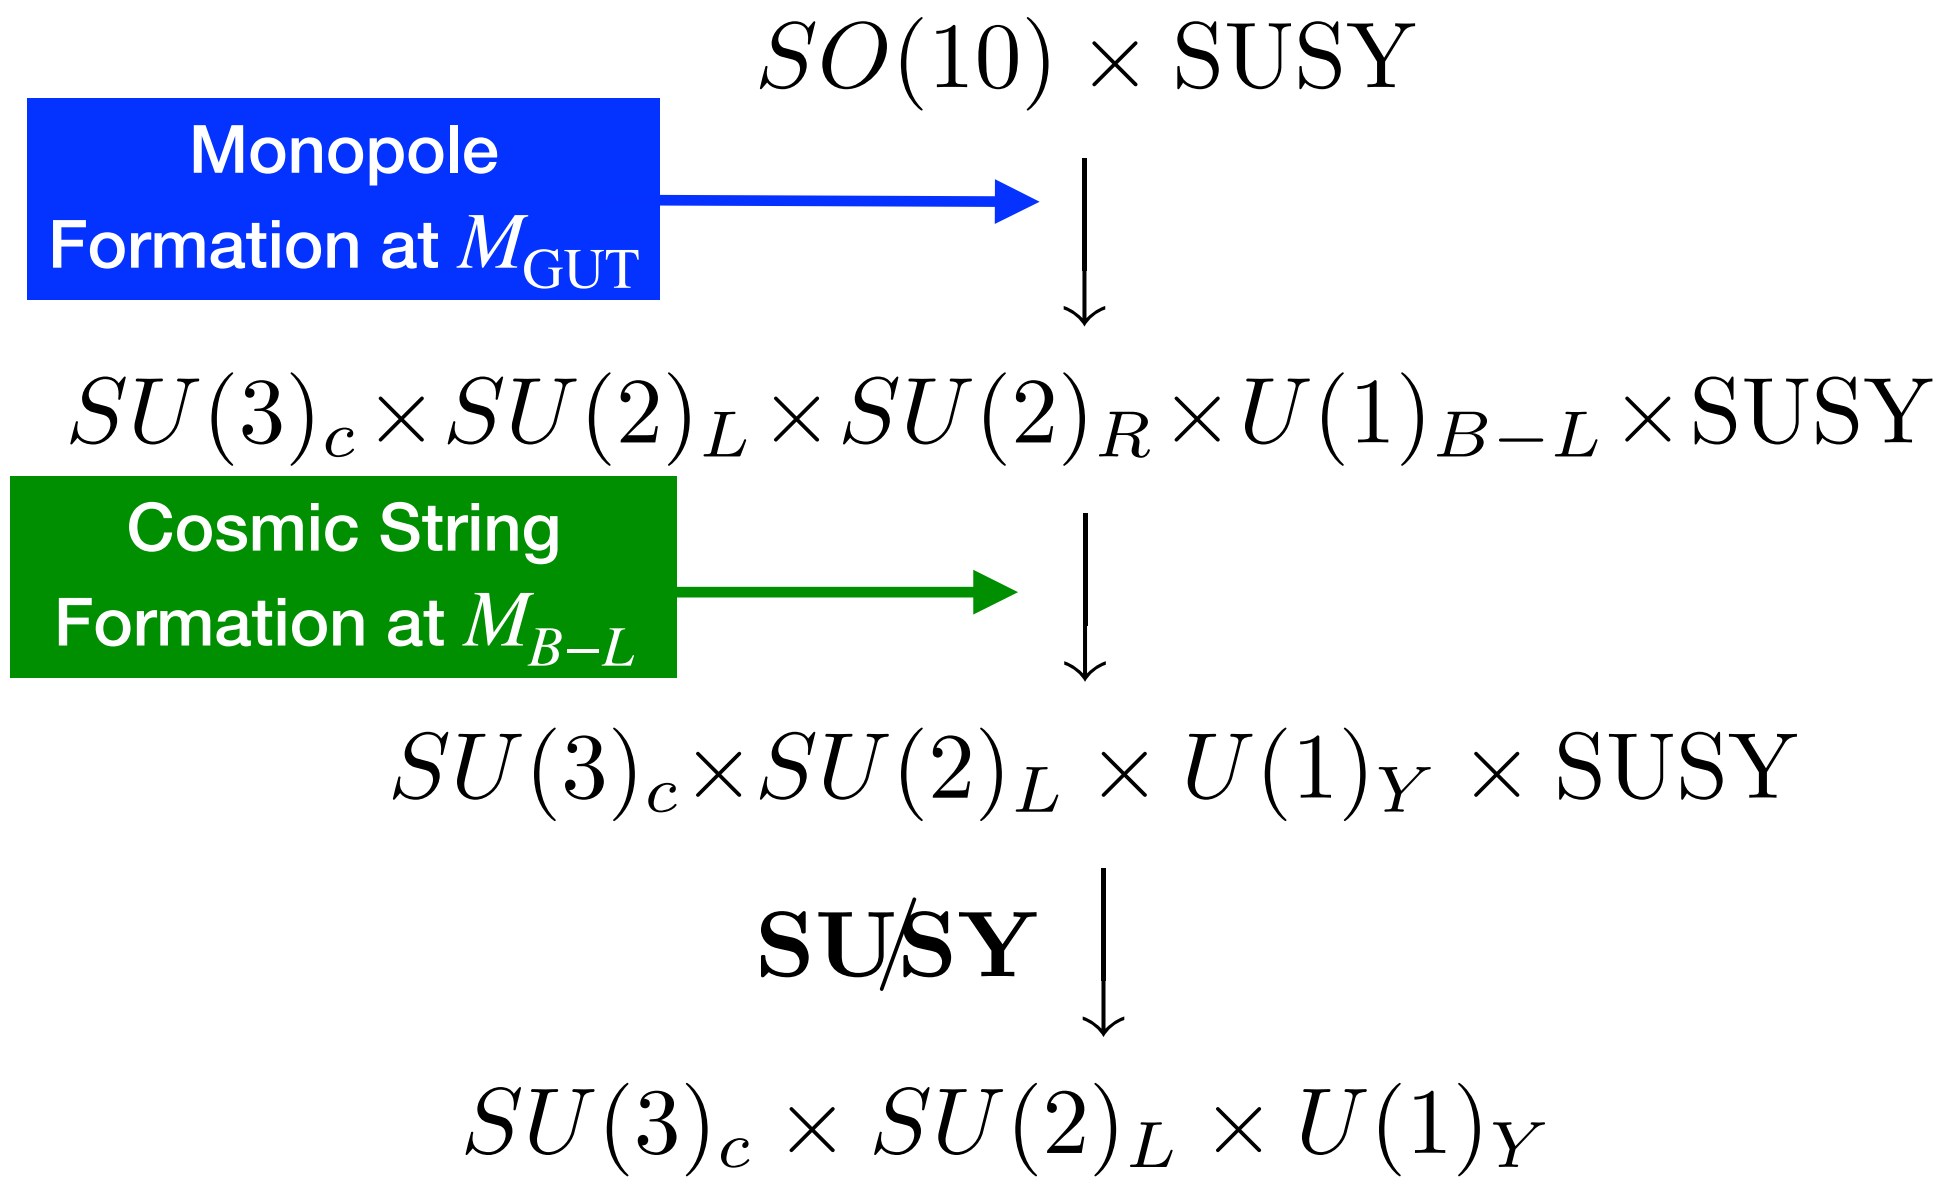 SO(10) × SUSY
Monopole
Formation at M_GUT
SU(3)_c × SU(2)_L × SU(2)_R × U(1)_{B−L} × SUSY
Cosmic String
Formation at M_{B−L}
SU(3)_c × SU(2)_L × U(1)_Y × SUSY
SU/SY
SU(3)_c × SU(2)_L × U(1)_Y